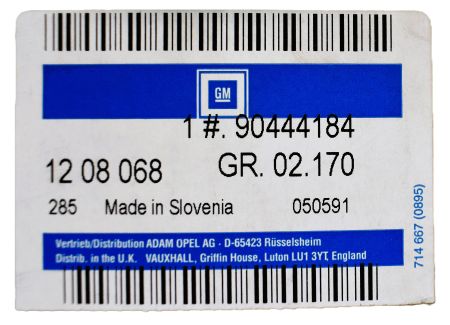 GM
1 #. 90444184
12 08 068 GR. 02.170
285 Made in Slovenia 050591
Vertrieb/Distribution ADAM OPEL AG · D-65423 Rüsselsheim
Distrib. in the U.K. VAUXHALL, Griffin House, Luton LU1 3YT, England
714 667 (0895)